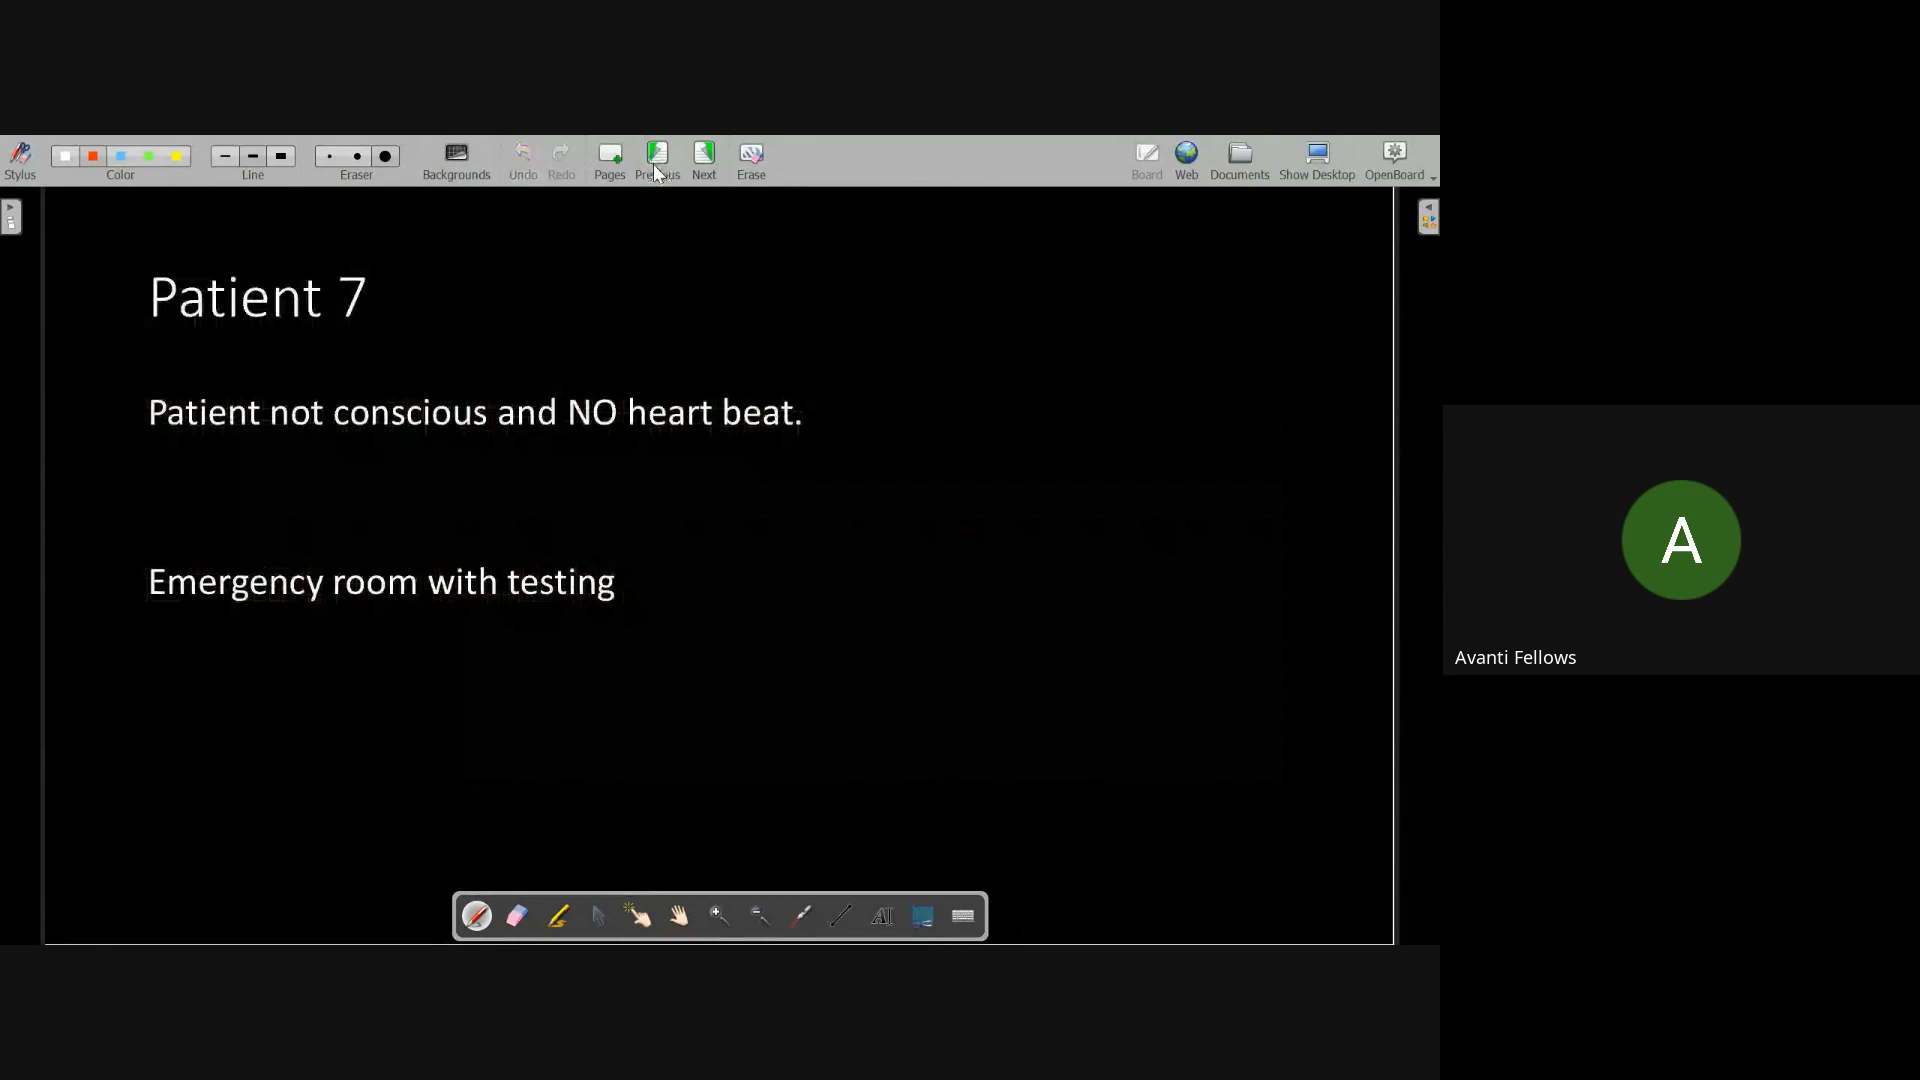 Stylus
Color
Line
Eraser
Backgrounds
Undo
Redo
Pages
Previous
Next
Erase
Board
Web
Documents
Show Desktop
OpenBoard
Patient 7
Patient not conscious and NO heart beat.
Emergency room with testing
A
Avanti Fellows